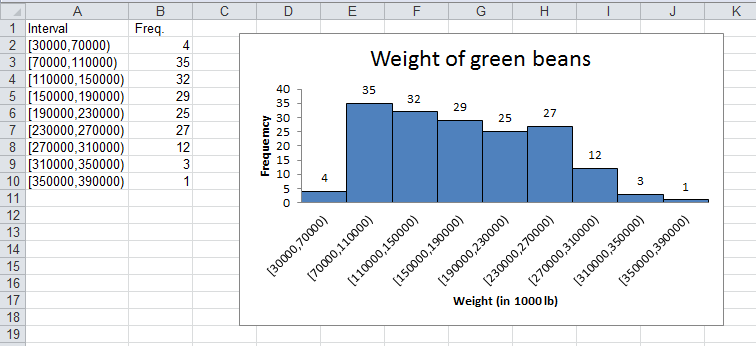 A B C D E F G H I J K
1 Interval Freq.
2 [30000,70000) 4
3 [70000,110000) 35
4 [110000,150000) 32
5 [150000,190000) 29
6 [190000,230000) 25
7 [230000,270000) 27
8 [270000,310000) 12
9 [310000,350000) 3
10 [350000,390000) 1
11
12
13
14
15
16
17
18
19
Weight of green beans
Frequency
40
35
30
25
20
15
10
5
0
4 35 32 29 25 27 12 3 1
[30000,70000)
[70000,110000)
[110000,150000)
[150000,190000)
[190000,230000)
[230000,270000)
[270000,310000)
[310000,350000)
[350000,390000)
Weight (in 1000 lb)